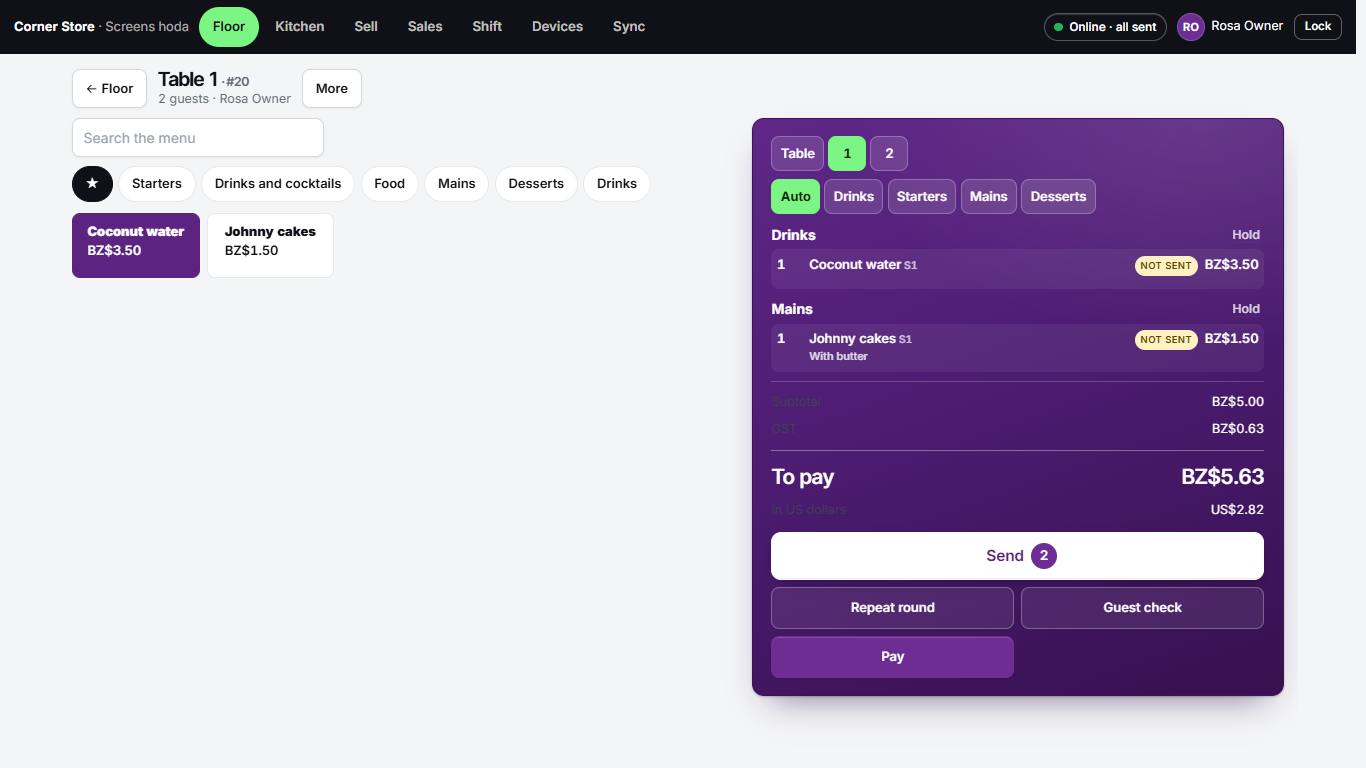 Corner Store · Screens hoda
Floor
Kitchen
Sell
Sales
Shift
Devices
Sync
Online · all sent
RO
Rosa Owner
Lock
← Floor
Table 1 · #20
2 guests · Rosa Owner
More
Search the menu
★
Starters
Drinks and cocktails
Food
Mains
Desserts
Drinks
Coconut water
BZ$3.50
Johnny cakes
BZ$1.50
Table
1
2
Auto
Drinks
Starters
Mains
Desserts
Drinks
Hold
1 Coconut water S1 NOT SENT BZ$3.50
Mains
Hold
1 Johnny cakes S1 NOT SENT BZ$1.50
With butter
Subtotal BZ$5.00
GST BZ$0.63
To pay BZ$5.63
In US dollars US$2.82
Send 2
Repeat round
Guest check
Pay